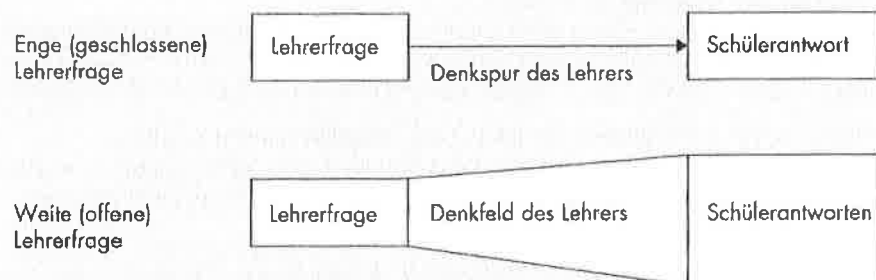 Enge (geschlossene)
Lehrerfrage
Lehrerfrage
Denkspur des Lehrers
Schülerantwort
Weite (offene)
Lehrerfrage
Lehrerfrage
Denkfeld des Lehrers
Schülerantworten